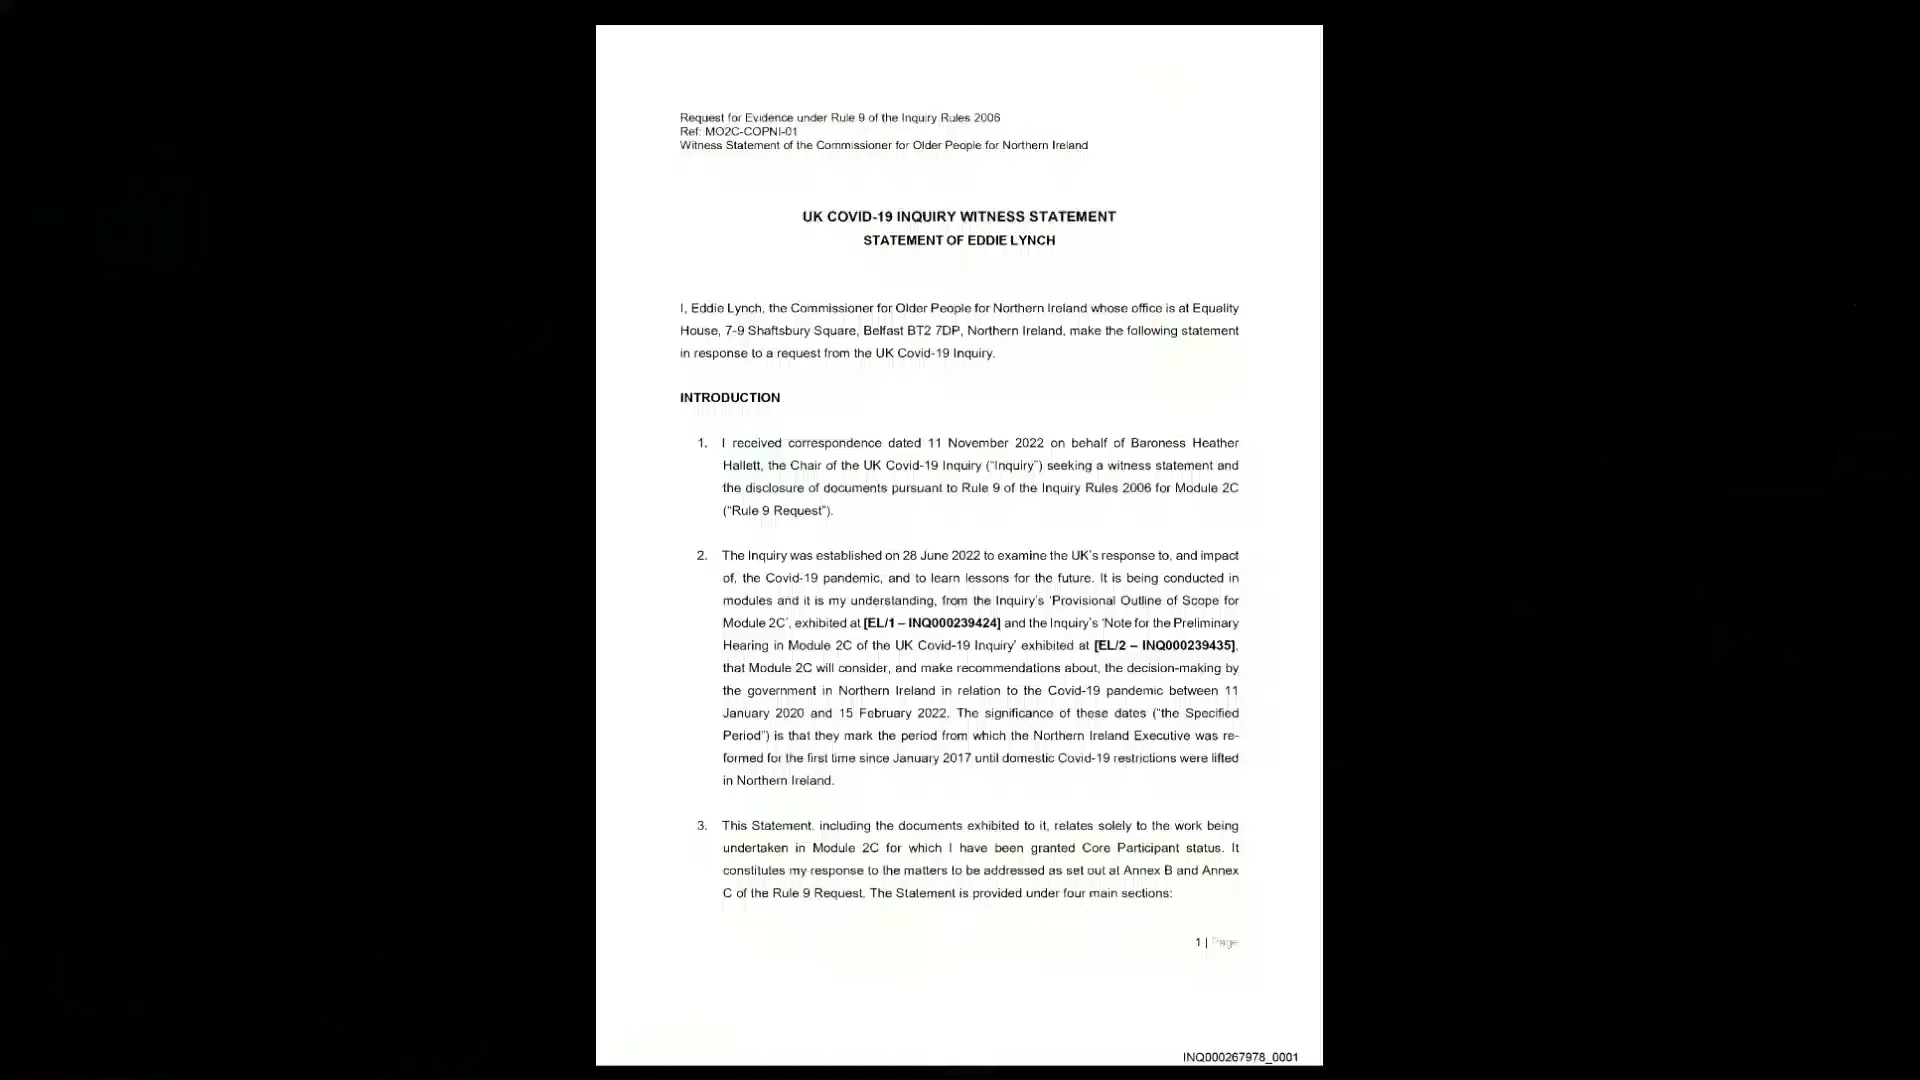 Request for Evidence under Rule 9 of the Inquiry Rules 2006
Ref: MO2C-COPNI-01
Witness Statement of the Commissioner for Older People for Northern Ireland
UK COVID-19 INQUIRY WITNESS STATEMENT
STATEMENT OF EDDIE LYNCH
I, Eddie Lynch, the Commissioner for Older People for Northern Ireland whose office is at Equality
House, 7-9 Shaftsbury Square, Belfast BT2 7DP, Northern Ireland, make the following statement
in response to a request from the UK Covid-19 Inquiry.
INTRODUCTION
1. I received correspondence dated 11 November 2022 on behalf of Baroness Heather
Hallett, the Chair of the UK Covid-19 Inquiry (“Inquiry”) seeking a witness statement and
the disclosure of documents pursuant to Rule 9 of the Inquiry Rules 2006 for Module 2C
(“Rule 9 Request”).
2. The Inquiry was established on 28 June 2022 to examine the UK’s response to, and impact
of, the Covid-19 pandemic, and to learn lessons for the future. It is being conducted in
modules and it is my understanding, from the Inquiry’s ‘Provisional Outline of Scope for
Module 2C’, exhibited at [EL/1 – INQ000239424] and the Inquiry’s ‘Note for the Preliminary
Hearing in Module 2C of the UK Covid-19 Inquiry’ exhibited at [EL/2 – INQ000239435],
that Module 2C will consider, and make recommendations about, the decision-making by
the government in Northern Ireland in relation to the Covid-19 pandemic between 11
January 2020 and 15 February 2022. The significance of these dates (“the Specified
Period”) is that they mark the period from which the Northern Ireland Executive was re-
formed for the first time since January 2017 until domestic Covid-19 restrictions were lifted
in Northern Ireland.
3. This Statement, including the documents exhibited to it, relates solely to the work being
undertaken in Module 2C for which I have been granted Core Participant status. It
constitutes my response to the matters to be addressed as set out at Annex B and Annex
C of the Rule 9 Request. The Statement is provided under four main sections:
1 | Page
INQ000267978_0001